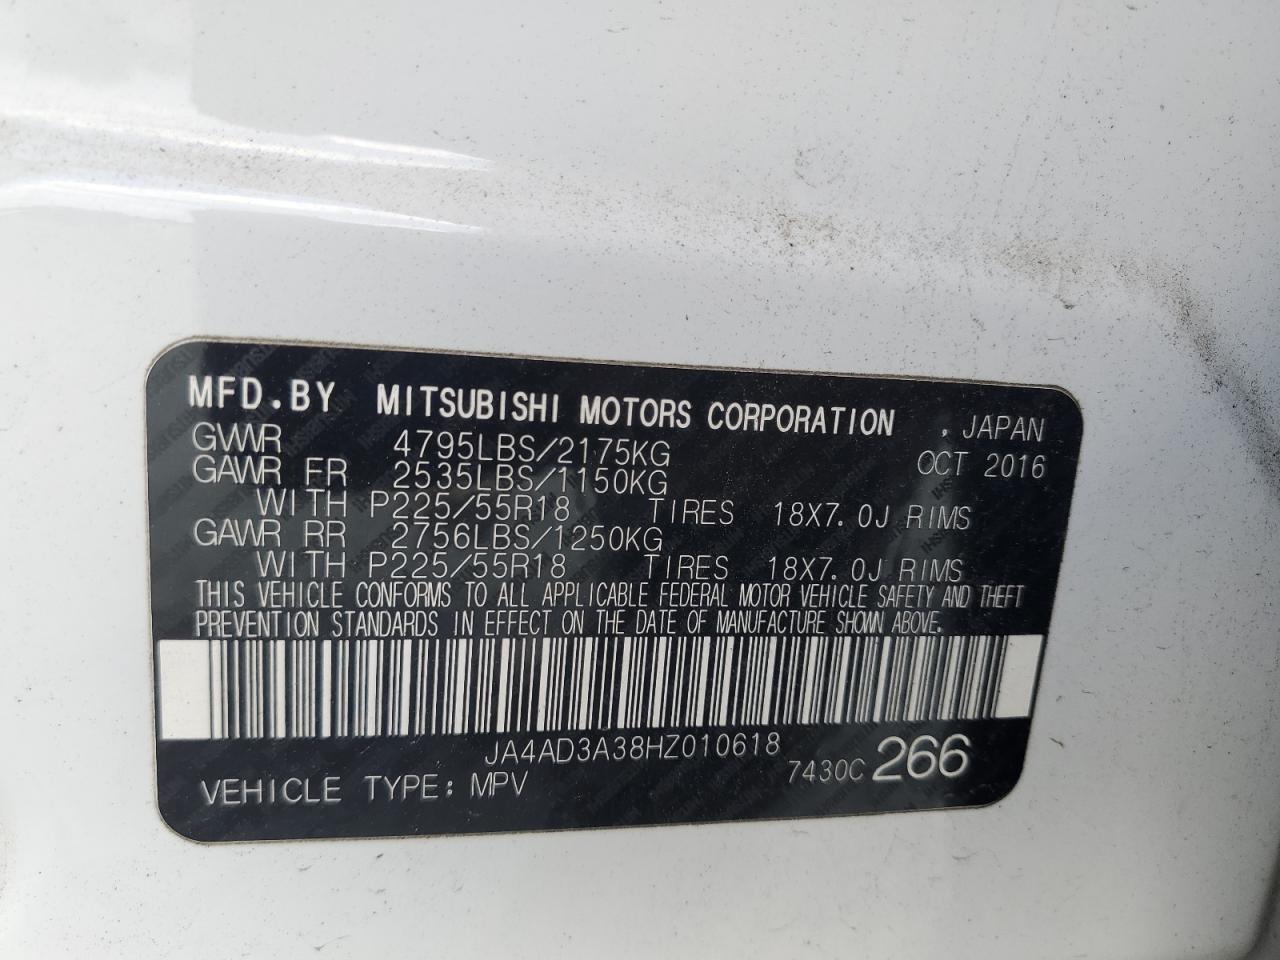 MFD.BY MITSUBISHI MOTORS CORPORATION , JAPAN
GVWR 4795LBS/2175KG OCT 2016
GAWR FR 2535LBS/1150KG
WITH P225/55R18 TIRES 18X7.0J RIMS
GAWR RR 2756LBS/1250KG
WITH P225/55R18 TIRES 18X7.0J RIMS
THIS VEHICLE CONFORMS TO ALL APPLICABLE FEDERAL MOTOR VEHICLE SAFETY AND THEFT
PREVENTION STANDARDS IN EFFECT ON THE DATE OF MANUFACTURE SHOWN ABOVE.
JA4AD3A38HZ010618
VEHICLE TYPE: MPV 7430C 266